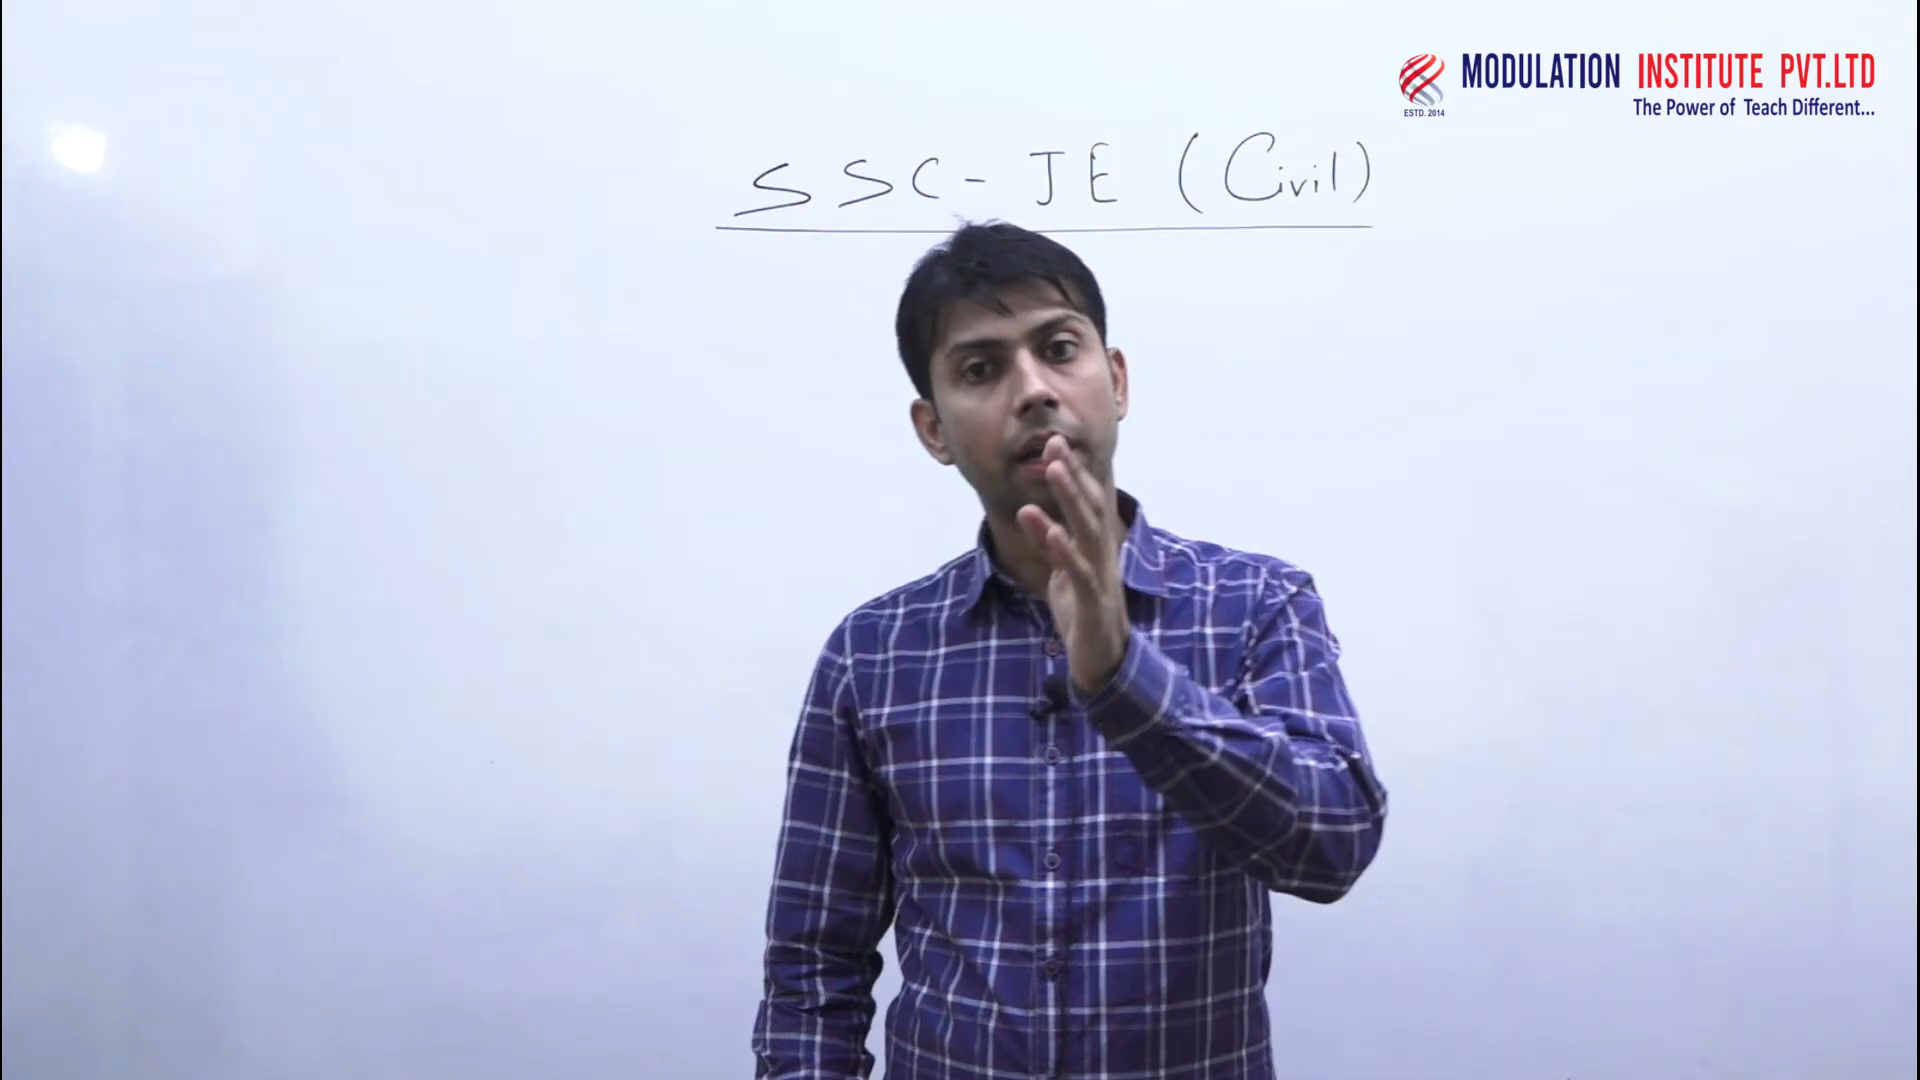 MODULATION INSTITUTE PVT.LTD
The Power of Teach Different...
ESTD. 2014
SSC-JE (Civil)